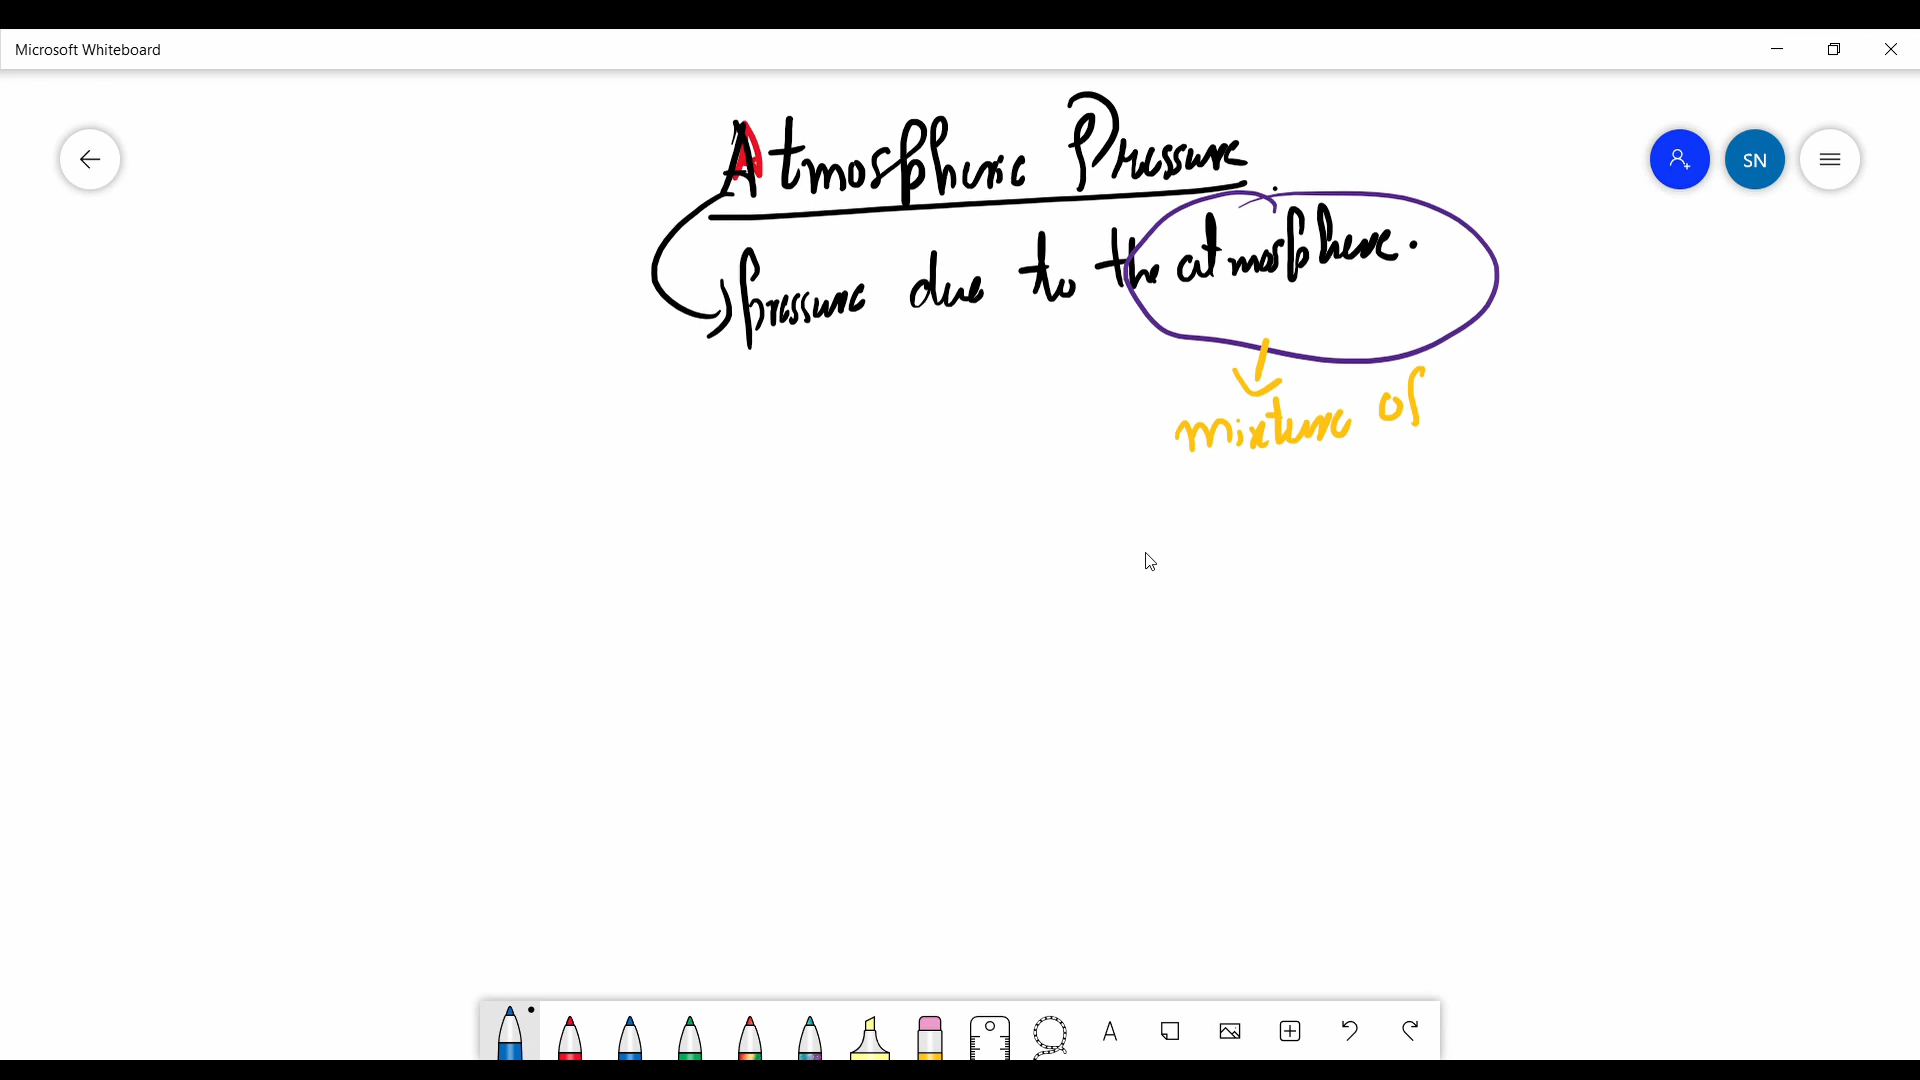 Microsoft Whiteboard
Atmospheric Pressure
SN
pressure due to the atmosphere.
mixture of
A